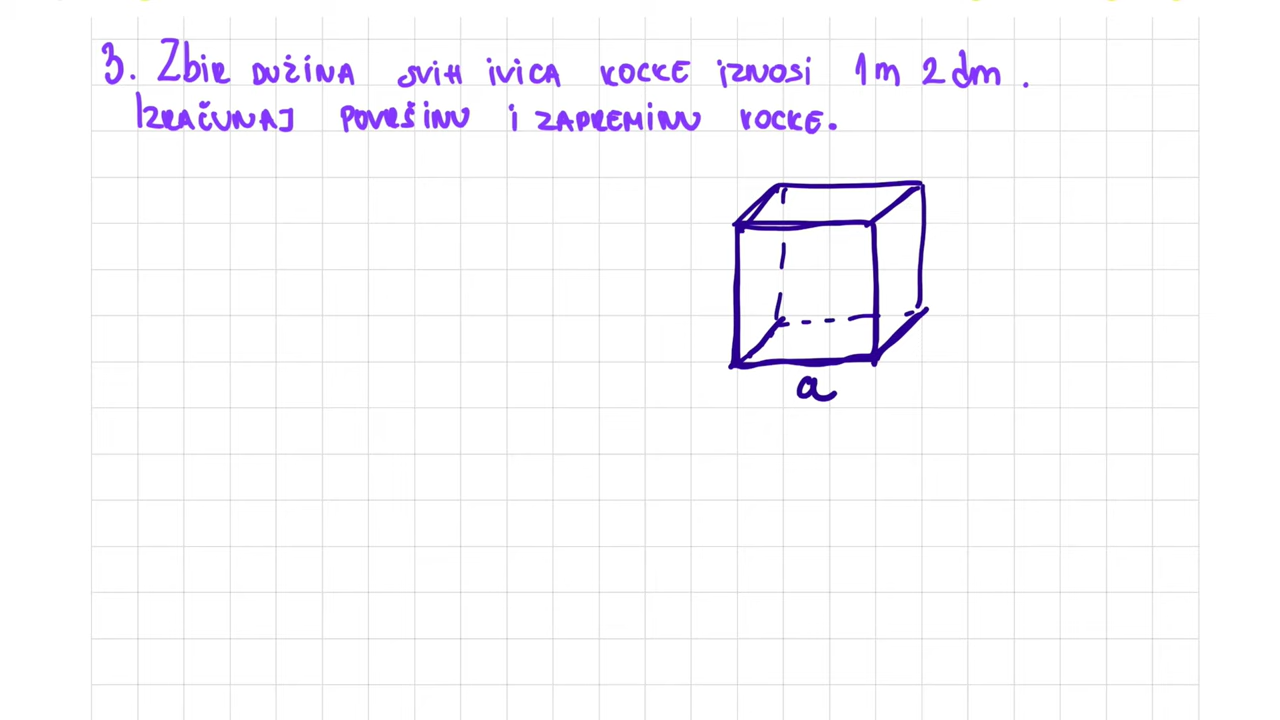 3. Zbir dužina svih ivica kocke iznosi 1m 2dm.
Izračunaj površinu i zapreminu kocke.
a